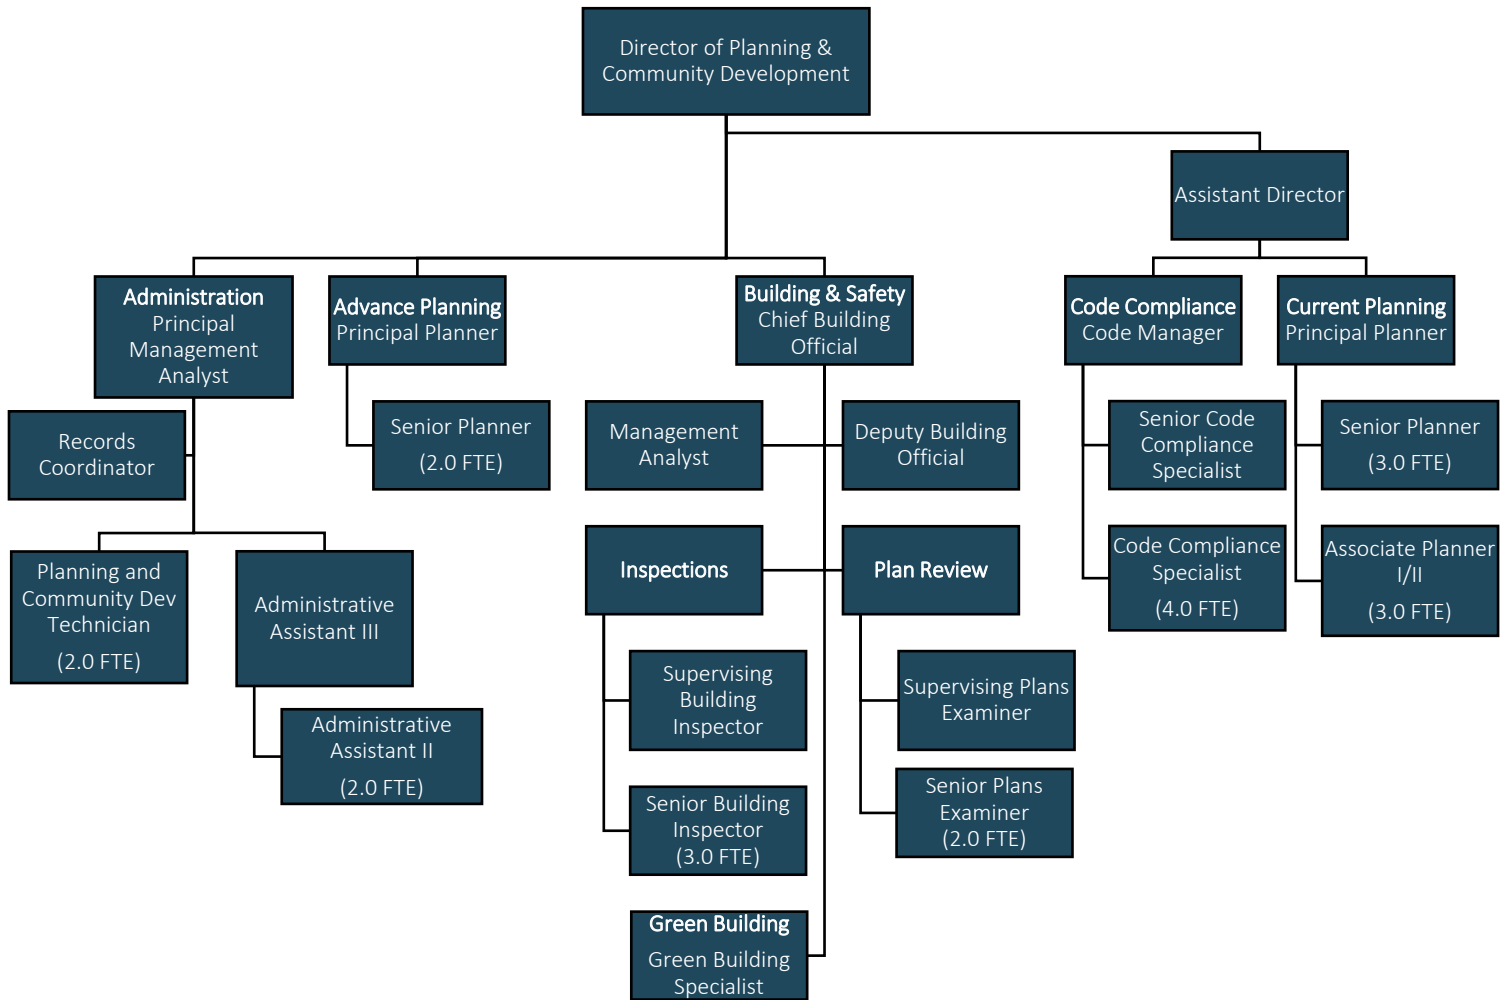 Director of Planning &
Community Development
Assistant Director
Administration
Principal
Management
Analyst
Advance Planning
Principal Planner
Building & Safety
Chief Building
Official
Code Compliance
Code Manager
Current Planning
Principal Planner
Records
Coordinator
Senior Planner
(2.0 FTE)
Management
Analyst
Deputy Building
Official
Senior Code
Compliance
Specialist
Senior Planner
(3.0 FTE)
Planning and
Community Dev
Technician
(2.0 FTE)
Administrative
Assistant III
Inspections
Plan Review
Code Compliance
Specialist
(4.0 FTE)
Associate Planner
I/II
(3.0 FTE)
Administrative
Assistant II
(2.0 FTE)
Supervising
Building
Inspector
Supervising Plans
Examiner
Senior Building
Inspector
(3.0 FTE)
Senior Plans
Examiner
(2.0 FTE)
Green Building
Green Building
Specialist